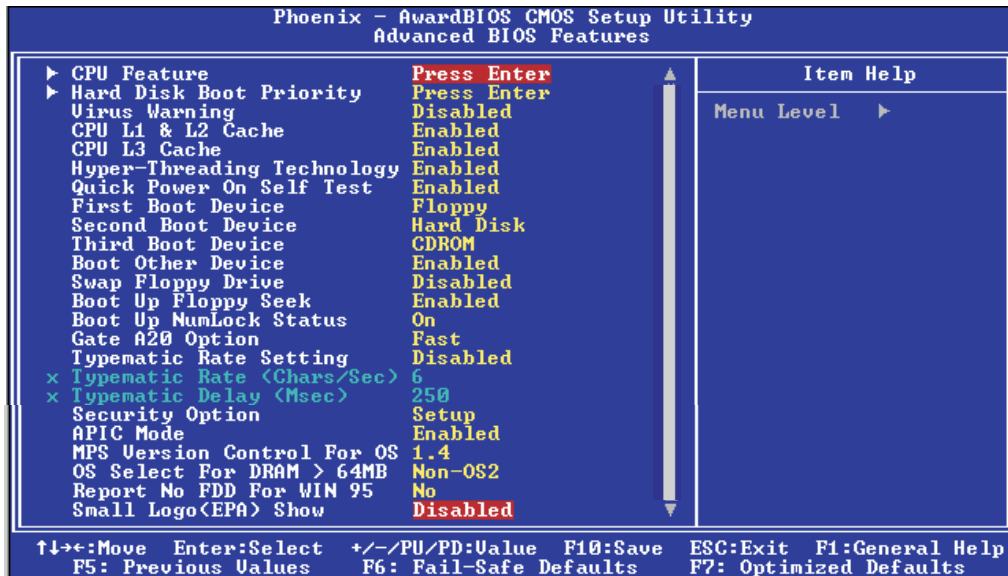 Phoenix - AwardBIOS CMOS Setup Utility
Advanced BIOS Features
▶ CPU Feature Press Enter
▶ Hard Disk Boot Priority Press Enter
Virus Warning Disabled
CPU L1 & L2 Cache Enabled
CPU L3 Cache Enabled
Hyper-Threading Technology Enabled
Quick Power On Self Test Enabled
First Boot Device Floppy
Second Boot Device Hard Disk
Third Boot Device CDROM
Boot Other Device Enabled
Swap Floppy Drive Disabled
Boot Up Floppy Seek Enabled
Boot Up NumLock Status On
Gate A20 Option Fast
Typematic Rate Setting Disabled
x Typematic Rate (Chars/Sec) 6
x Typematic Delay (Msec) 250
Security Option Setup
APIC Mode Enabled
MPS Version Control For OS 1.4
OS Select For DRAM > 64MB Non-OS2
Report No FDD For WIN 95 No
Small Logo(EPA) Show Disabled
Item Help
Menu Level ▶
↑↓→←:Move Enter:Select +/-/PU/PD:Value F10:Save ESC:Exit F1:General Help
F5: Previous Values F6: Fail-Safe Defaults F7: Optimized Defaults